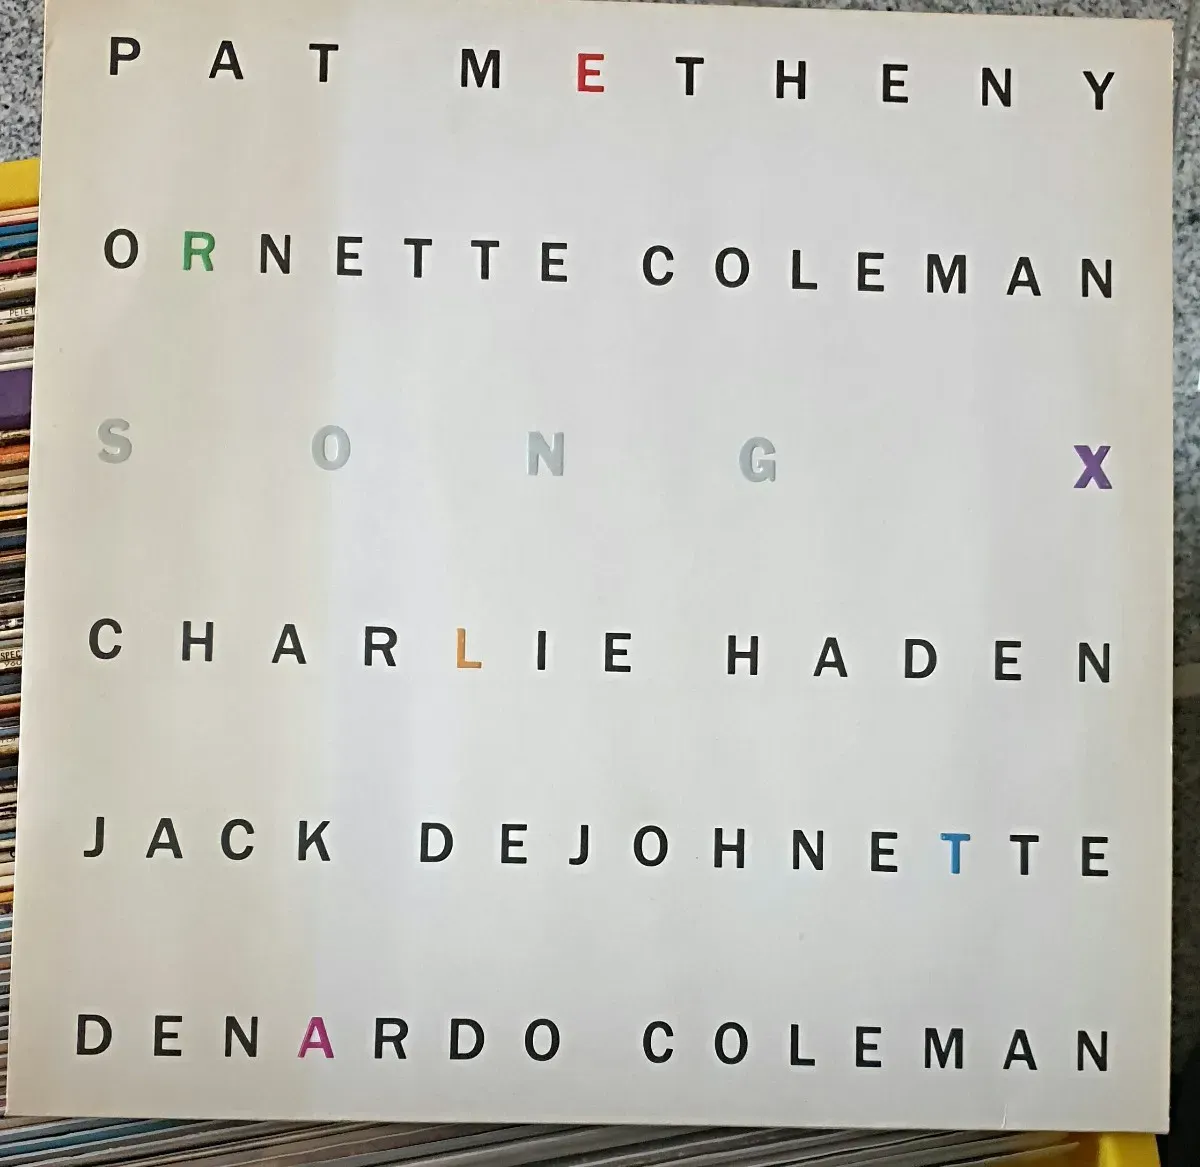 PAT METHENY
ORNETTE COLEMAN
SONG X
CHARLIE HADEN
JACK DEJOHNETTE
DENARDO COLEMAN